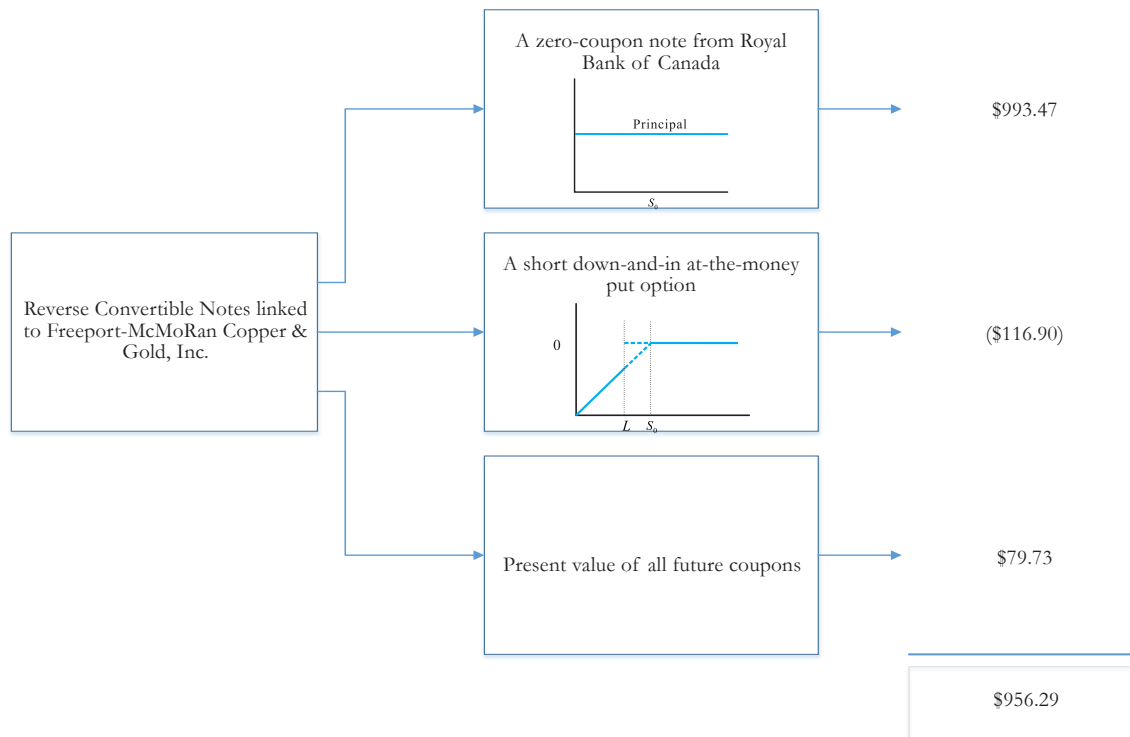 A zero-coupon note from Royal
Bank of Canada
Principal
S₀
$993.47
Reverse Convertible Notes linked
to Freeport-McMoRan Copper &
Gold, Inc.
A short down-and-in at-the-money
put option
0
L S₀
($116.90)
Present value of all future coupons
$79.73
$956.29